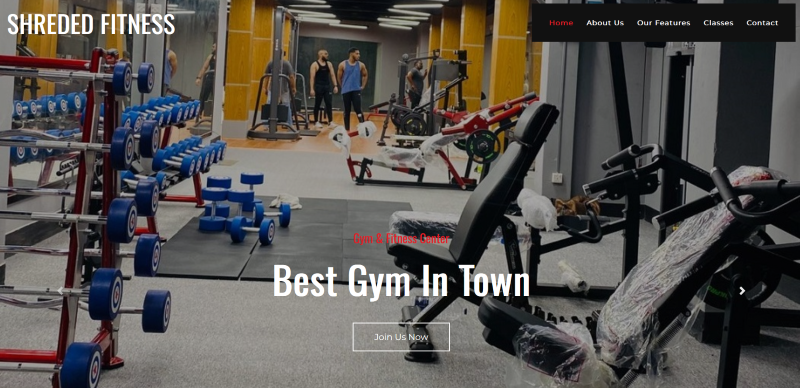 SHREDED FITNESS
Home About Us Our Features Classes Contact
Gym & Fitness Center
Best Gym In Town
Join Us Now